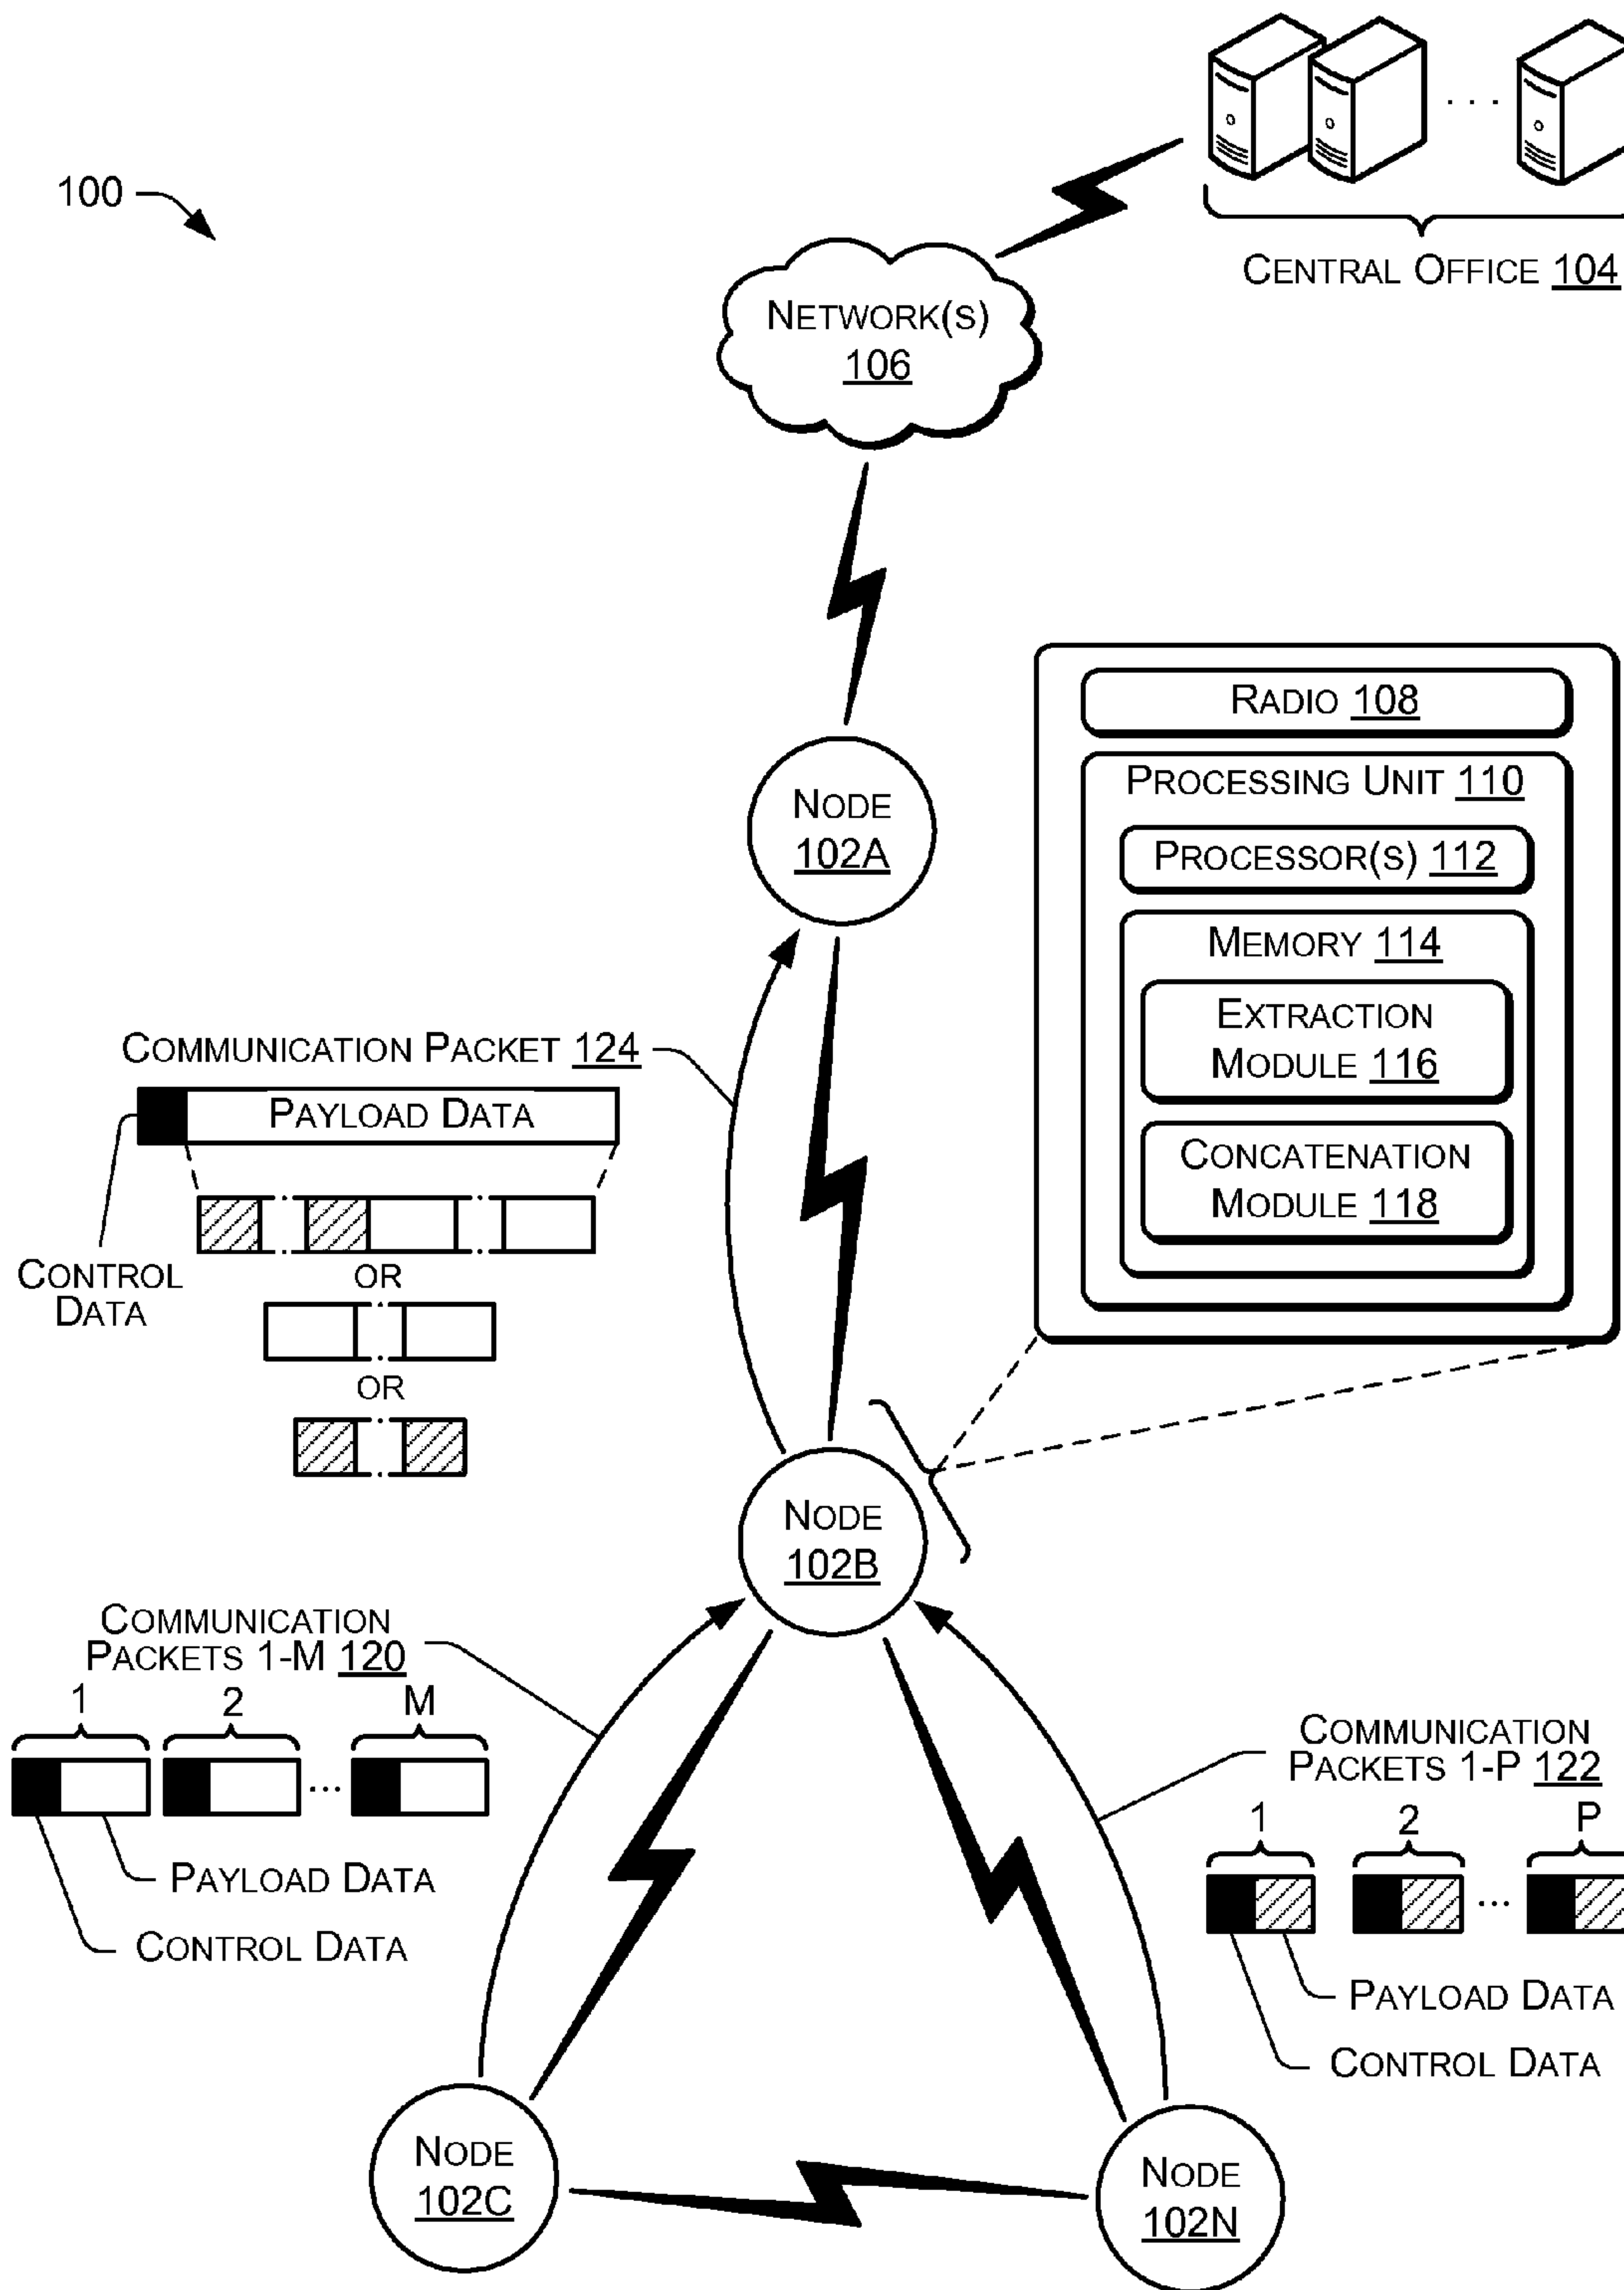 100
CENTRAL OFFICE 104
NETWORK(S)
106
RADIO 108
PROCESSING UNIT 110
NODE
102A
PROCESSOR(S) 112
MEMORY 114
EXTRACTION
MODULE 116
CONCATENATION
MODULE 118
COMMUNICATION PACKET 124
PAYLOAD DATA
CONTROL
DATA
OR
OR
NODE
102B
COMMUNICATION
PACKETS 1-M 120
1 2 M
...
PAYLOAD DATA
CONTROL DATA
COMMUNICATION
PACKETS 1-P 122
1 2 P
...
PAYLOAD DATA
CONTROL DATA
NODE
102C
NODE
102N